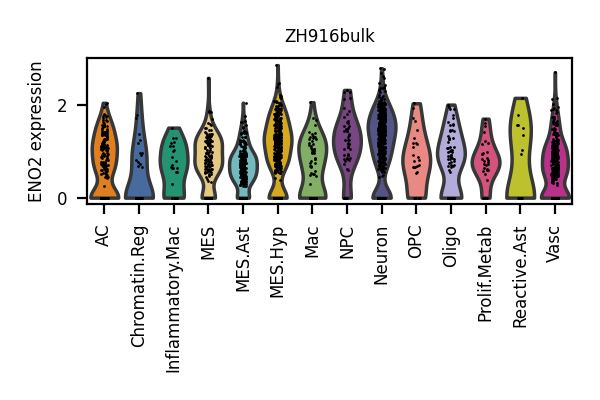 ZH916bulk
ENO2 expression
2
0
AC
Chromatin.Reg
Inflammatory.Mac
MES
MES.Ast
MES.Hyp
Mac
NPC
Neuron
OPC
Oligo
Prolif.Metab
Reactive.Ast
Vasc